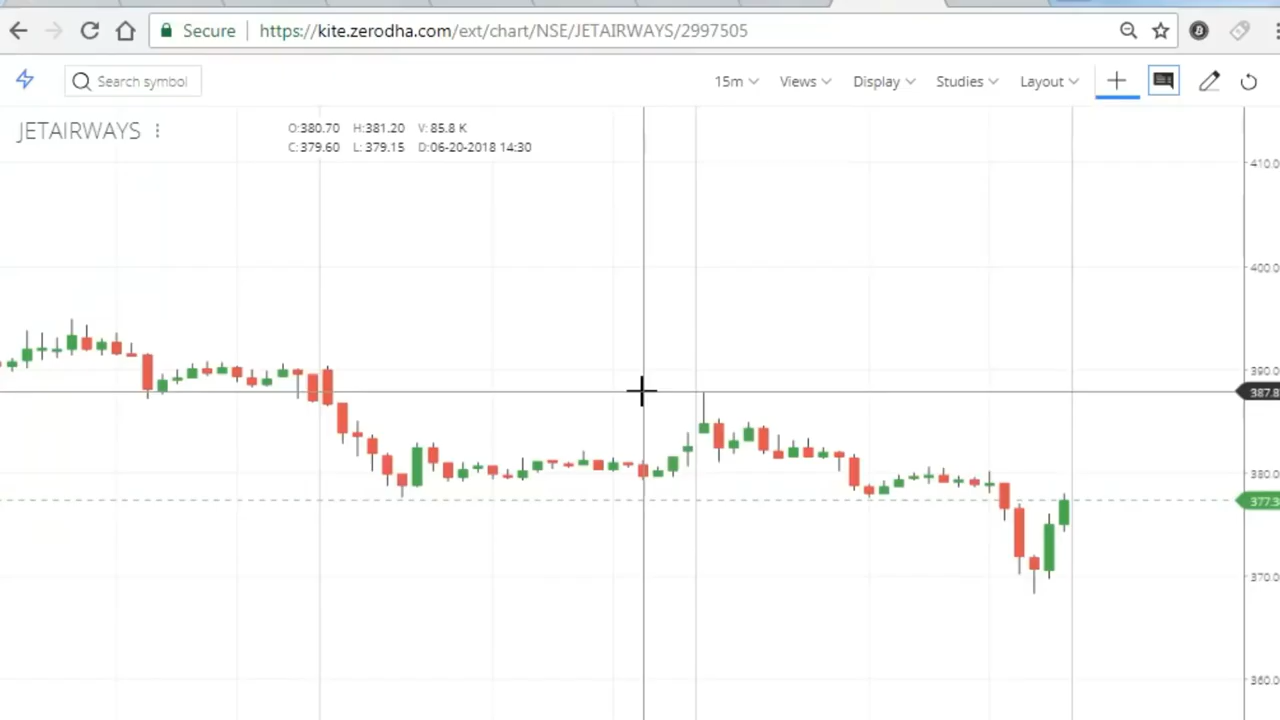 Secure https://kite.zerodha.com/ext/chart/NSE/JETAIRWAYS/2997505
Search symbol 15m Views Display Studies Layout
JETAIRWAYS
O:380.70 H:381.20 V:85.8 K
C:379.60 L:379.15 D:06-20-2018 14:30
410.0
400.0
390.0
387.8
380.0
377.3
370.0
360.0